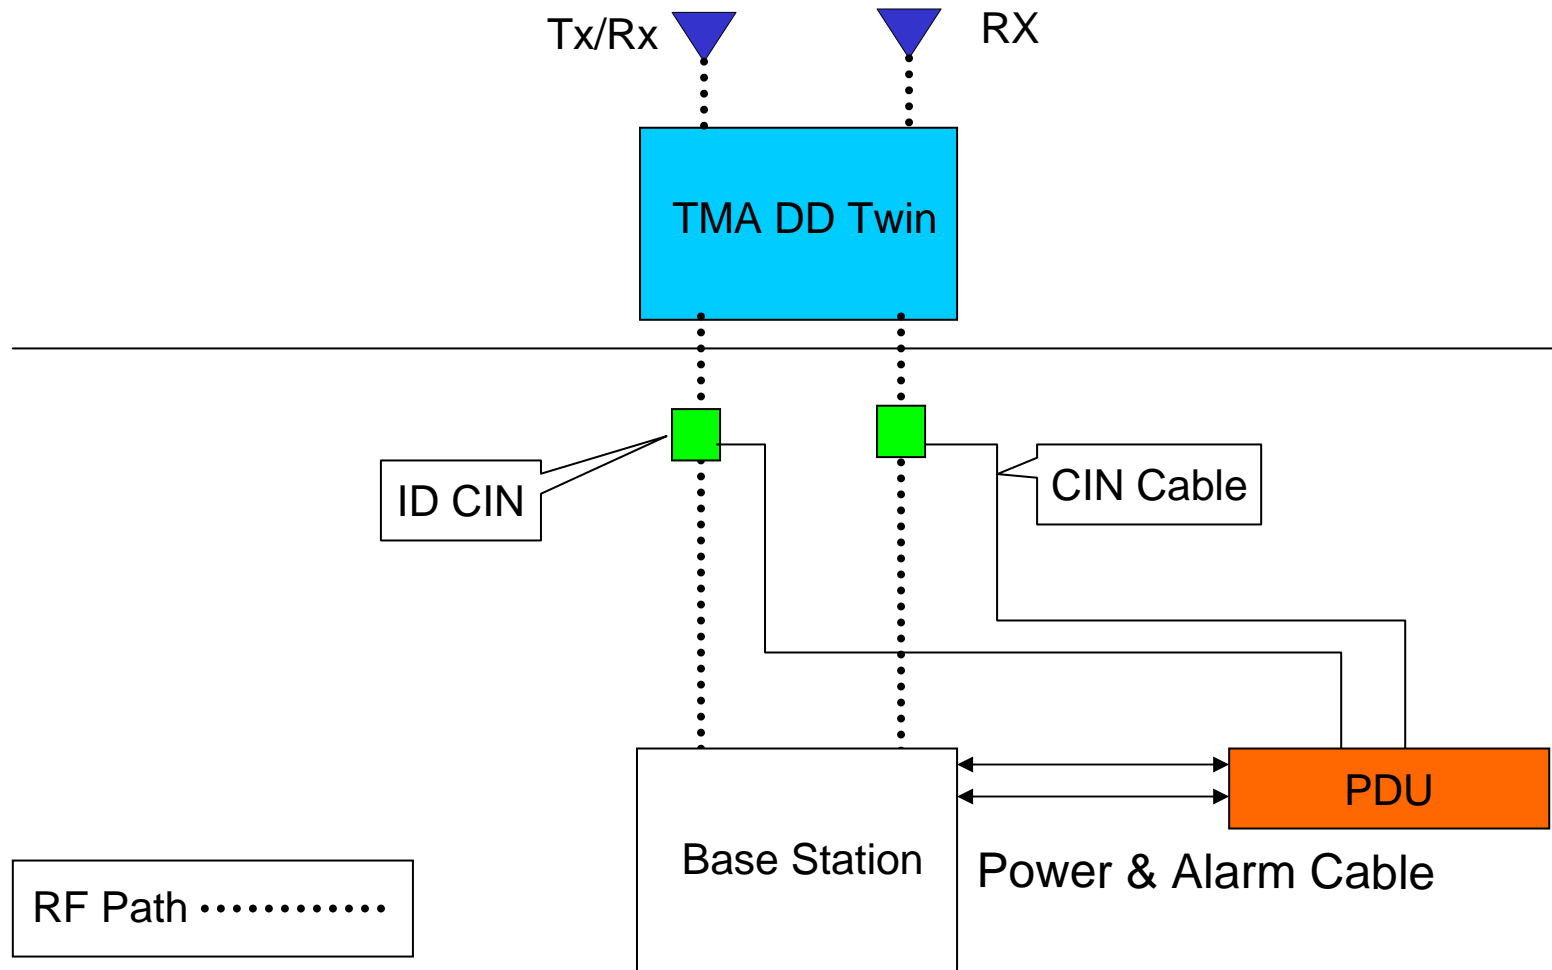 Tx/Rx
RX
TMA DD Twin
ID CIN
CIN Cable
PDU
Base Station
Power & Alarm Cable
RF Path